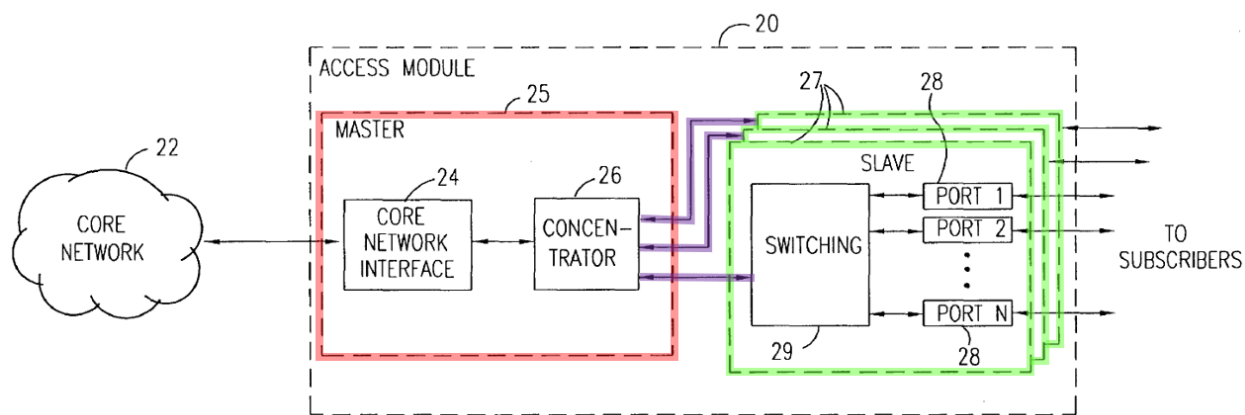 20
ACCESS MODULE
25
MASTER
22
CORE
NETWORK
24
CORE
NETWORK
INTERFACE
26
CONCEN-
TRATOR
27
28
SLAVE
SWITCHING
29
PORT 1
PORT 2
PORT N
28
TO
SUBSCRIBERS